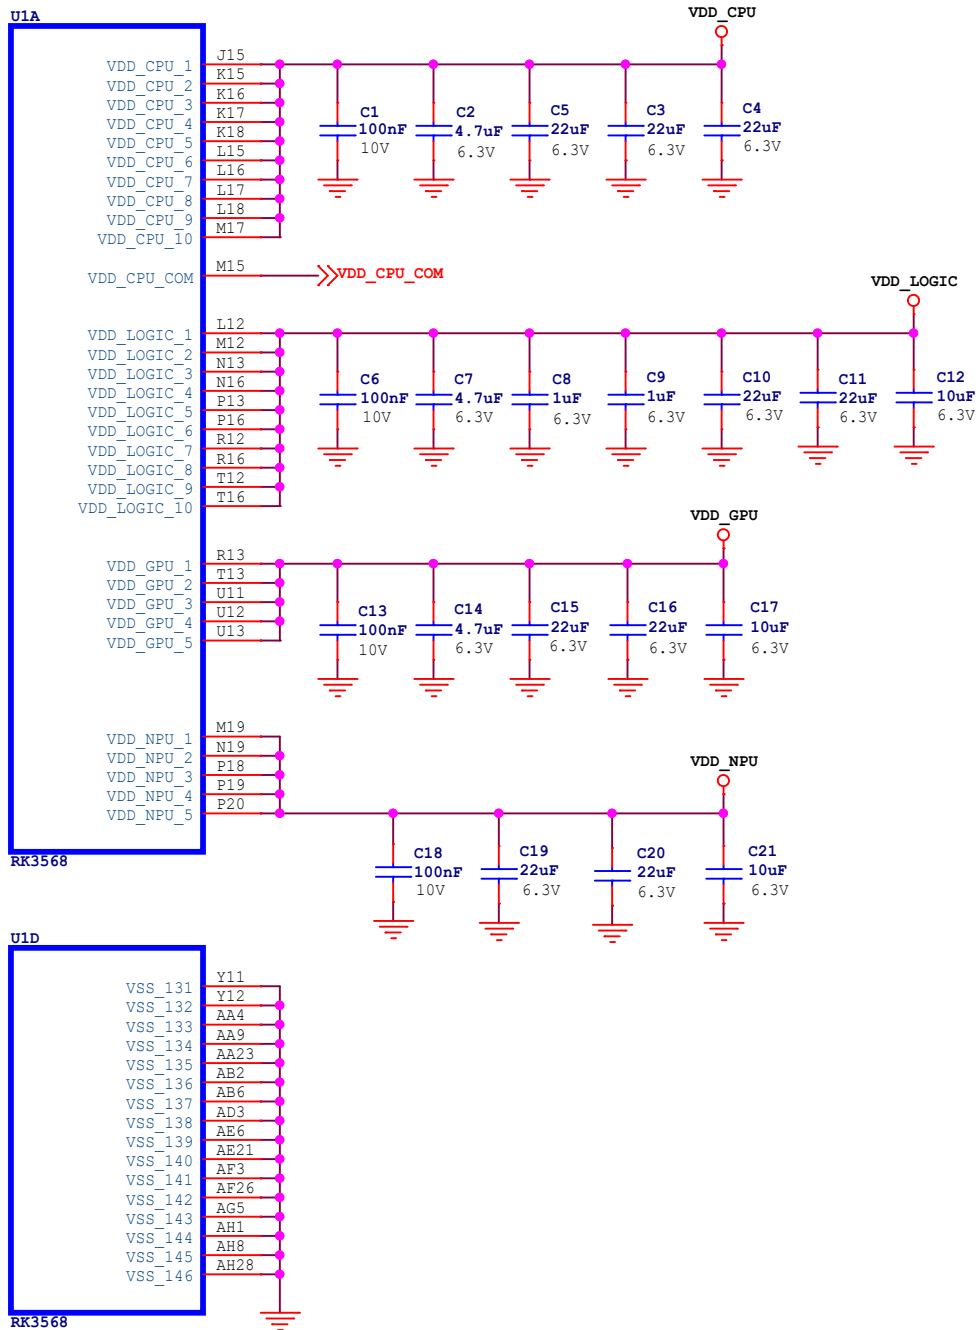 U1A
VDD_CPU
VDD_CPU_1 J15
VDD_CPU_2 K15
VDD_CPU_3 K16
VDD_CPU_4 K17
VDD_CPU_5 K18
VDD_CPU_6 L15
VDD_CPU_7 L16
VDD_CPU_8 L17
VDD_CPU_9 L18
VDD_CPU_10 M17
C1 100nF 10V
C2 4.7uF 6.3V
C5 22uF 6.3V
C3 22uF 6.3V
C4 22uF 6.3V
VDD_CPU_COM M15 VDD_CPU_COM
VDD_LOGIC
VDD_LOGIC_1 L12
VDD_LOGIC_2 M12
VDD_LOGIC_3 N13
VDD_LOGIC_4 N16
VDD_LOGIC_5 P13
VDD_LOGIC_6 P16
VDD_LOGIC_7 R12
VDD_LOGIC_8 R16
VDD_LOGIC_9 T12
VDD_LOGIC_10 T16
C6 100nF 10V
C7 4.7uF 6.3V
C8 1uF 6.3V
C9 1uF 6.3V
C10 22uF 6.3V
C11 22uF 6.3V
C12 10uF 6.3V
VDD_GPU
VDD_GPU_1 R13
VDD_GPU_2 T13
VDD_GPU_3 U11
VDD_GPU_4 U12
VDD_GPU_5 U13
C13 100nF 10V
C14 4.7uF 6.3V
C15 22uF 6.3V
C16 22uF 6.3V
C17 10uF 6.3V
VDD_NPU_1 M19
VDD_NPU_2 N19
VDD_NPU_3 P18
VDD_NPU_4 P19
VDD_NPU_5 P20
VDD_NPU
C18 100nF 10V
C19 22uF 6.3V
C20 22uF 6.3V
C21 10uF 6.3V
RK3568
U1D
VSS_131 Y11
VSS_132 Y12
VSS_133 AA4
VSS_134 AA9
VSS_135 AA23
VSS_136 AB2
VSS_137 AB6
VSS_138 AD3
VSS_139 AE6
VSS_140 AE21
VSS_141 AF3
VSS_142 AF26
VSS_143 AG5
VSS_144 AH1
VSS_145 AH8
VSS_146 AH28
RK3568